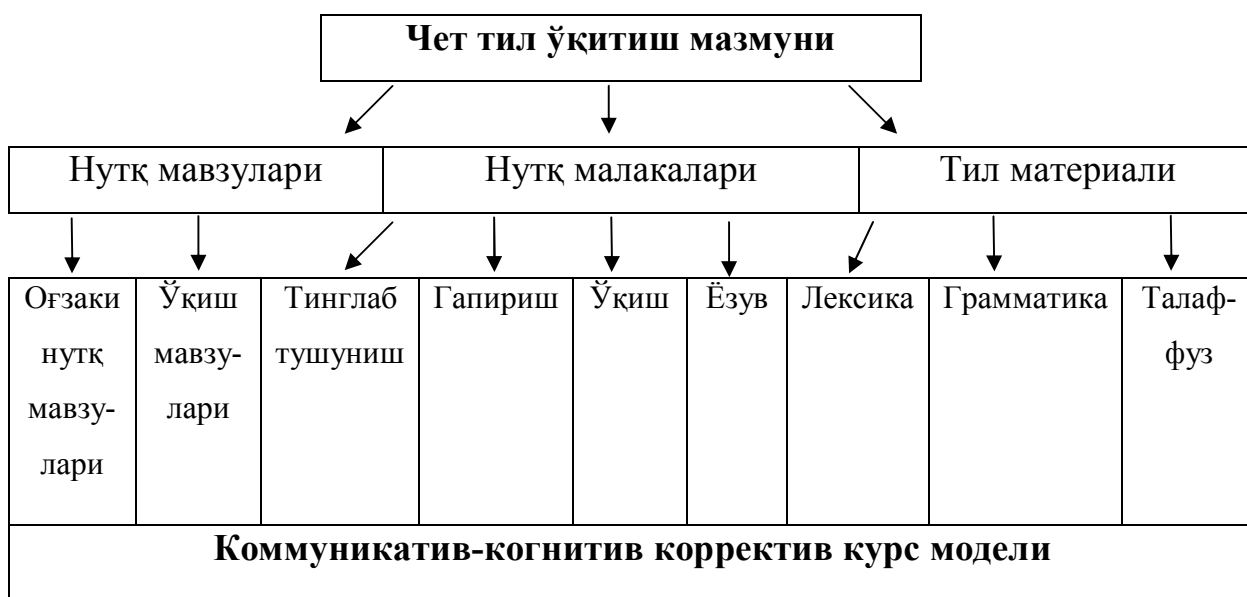 Чет тил ўқитиш мазмуни
Нутқ мавзулари
Нутқ малакалари
Тил материали
Оғзаки
нутқ
мавзу-
лари
Ўқиш
мавзу-
лари
Тинглаб
тушуниш
Гапириш
Ўқиш
Ёзув
Лексика
Грамматика
Талаф-
фуз
Коммуникатив-когнитив корректив курс модели